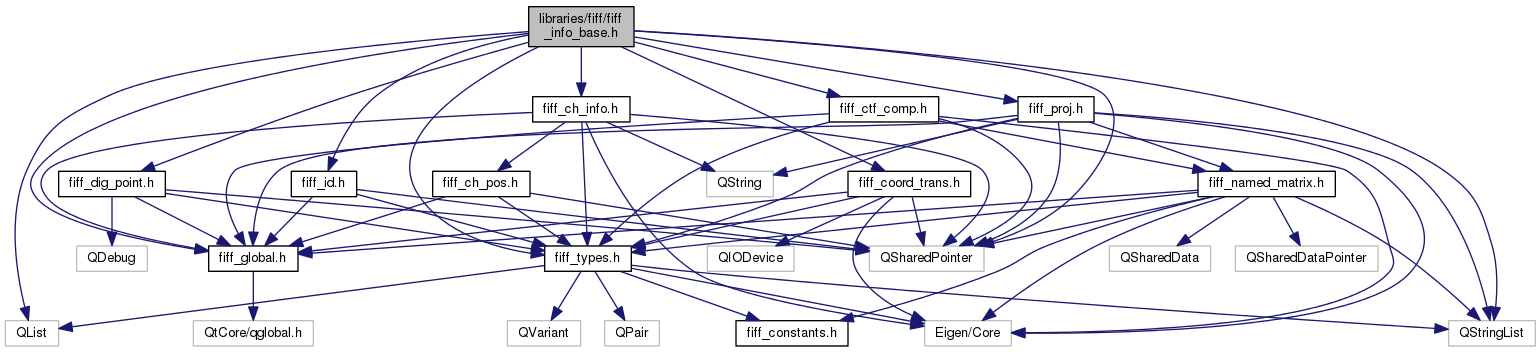 libraries/fiff/fiff
_info_base.h
fiff_ch_info.h
fiff_ctf_comp.h
fiff_proj.h
fiff_dig_point.h
fiff_id.h
fiff_ch_pos.h
QString
fiff_coord_trans.h
fiff_named_matrix.h
QDebug
fiff_global.h
fiff_types.h
QIODevice
QSharedPointer
QSharedData
QSharedDataPointer
QList
QtCore/qglobal.h
QVariant
QPair
fiff_constants.h
Eigen/Core
QStringList